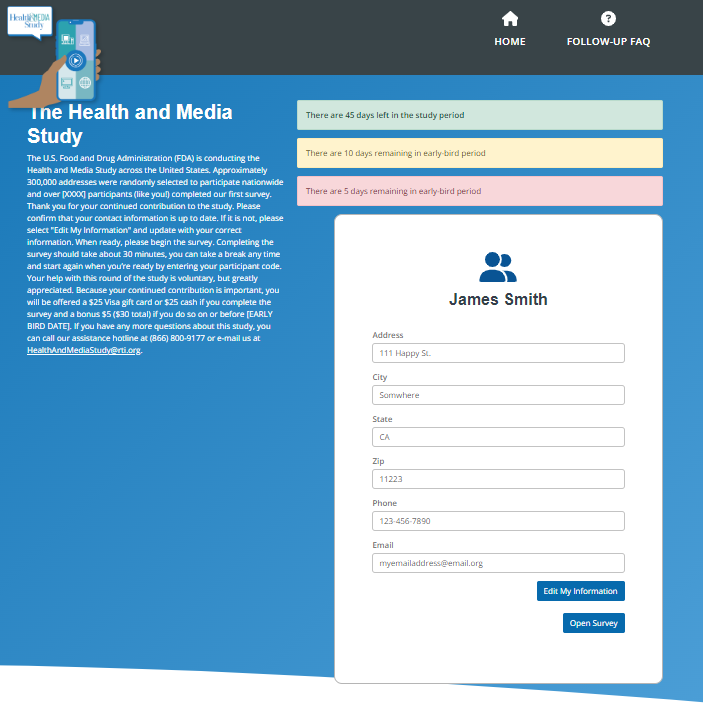 Health and MEDIA
Study
HOME
FOLLOW-UP FAQ
The Health and Media
Study
The U.S. Food and Drug Administration (FDA) is conducting the
Health and Media Study across the United States. Approximately
300,000 addresses were randomly selected to participate nationwide
and over [XXXX] participants (like you!) completed our first survey.
Thank you for your continued contribution to the study. Please
confirm that your contact information is up to date. If it is not, please
select "Edit My Information" and update with your correct
information. When ready, please begin the survey. Completing the
survey should take about 30 minutes, you can take a break any time
and start again when you're ready by entering your participant code.
Your help with this round of the study is voluntary, but greatly
appreciated. Because your continued contribution is important, you
will be offered a $25 Visa gift card or $25 cash if you complete the
survey and a bonus $5 ($30 total) if you do so on or before [EARLY
BIRD DATE]. If you have any more questions about this study, you
can call our assistance hotline at (866) 800-9177 or e-mail us at
HealthAndMediaStudy@rti.org.
There are 45 days left in the study period
There are 10 days remaining in early-bird period
There are 5 days remaining in early-bird period
James Smith
Address
111 Happy St.
City
Somwhere
State
CA
Zip
11223
Phone
123-456-7890
Email
myemailaddress@email.org
Edit My Information
Open Survey